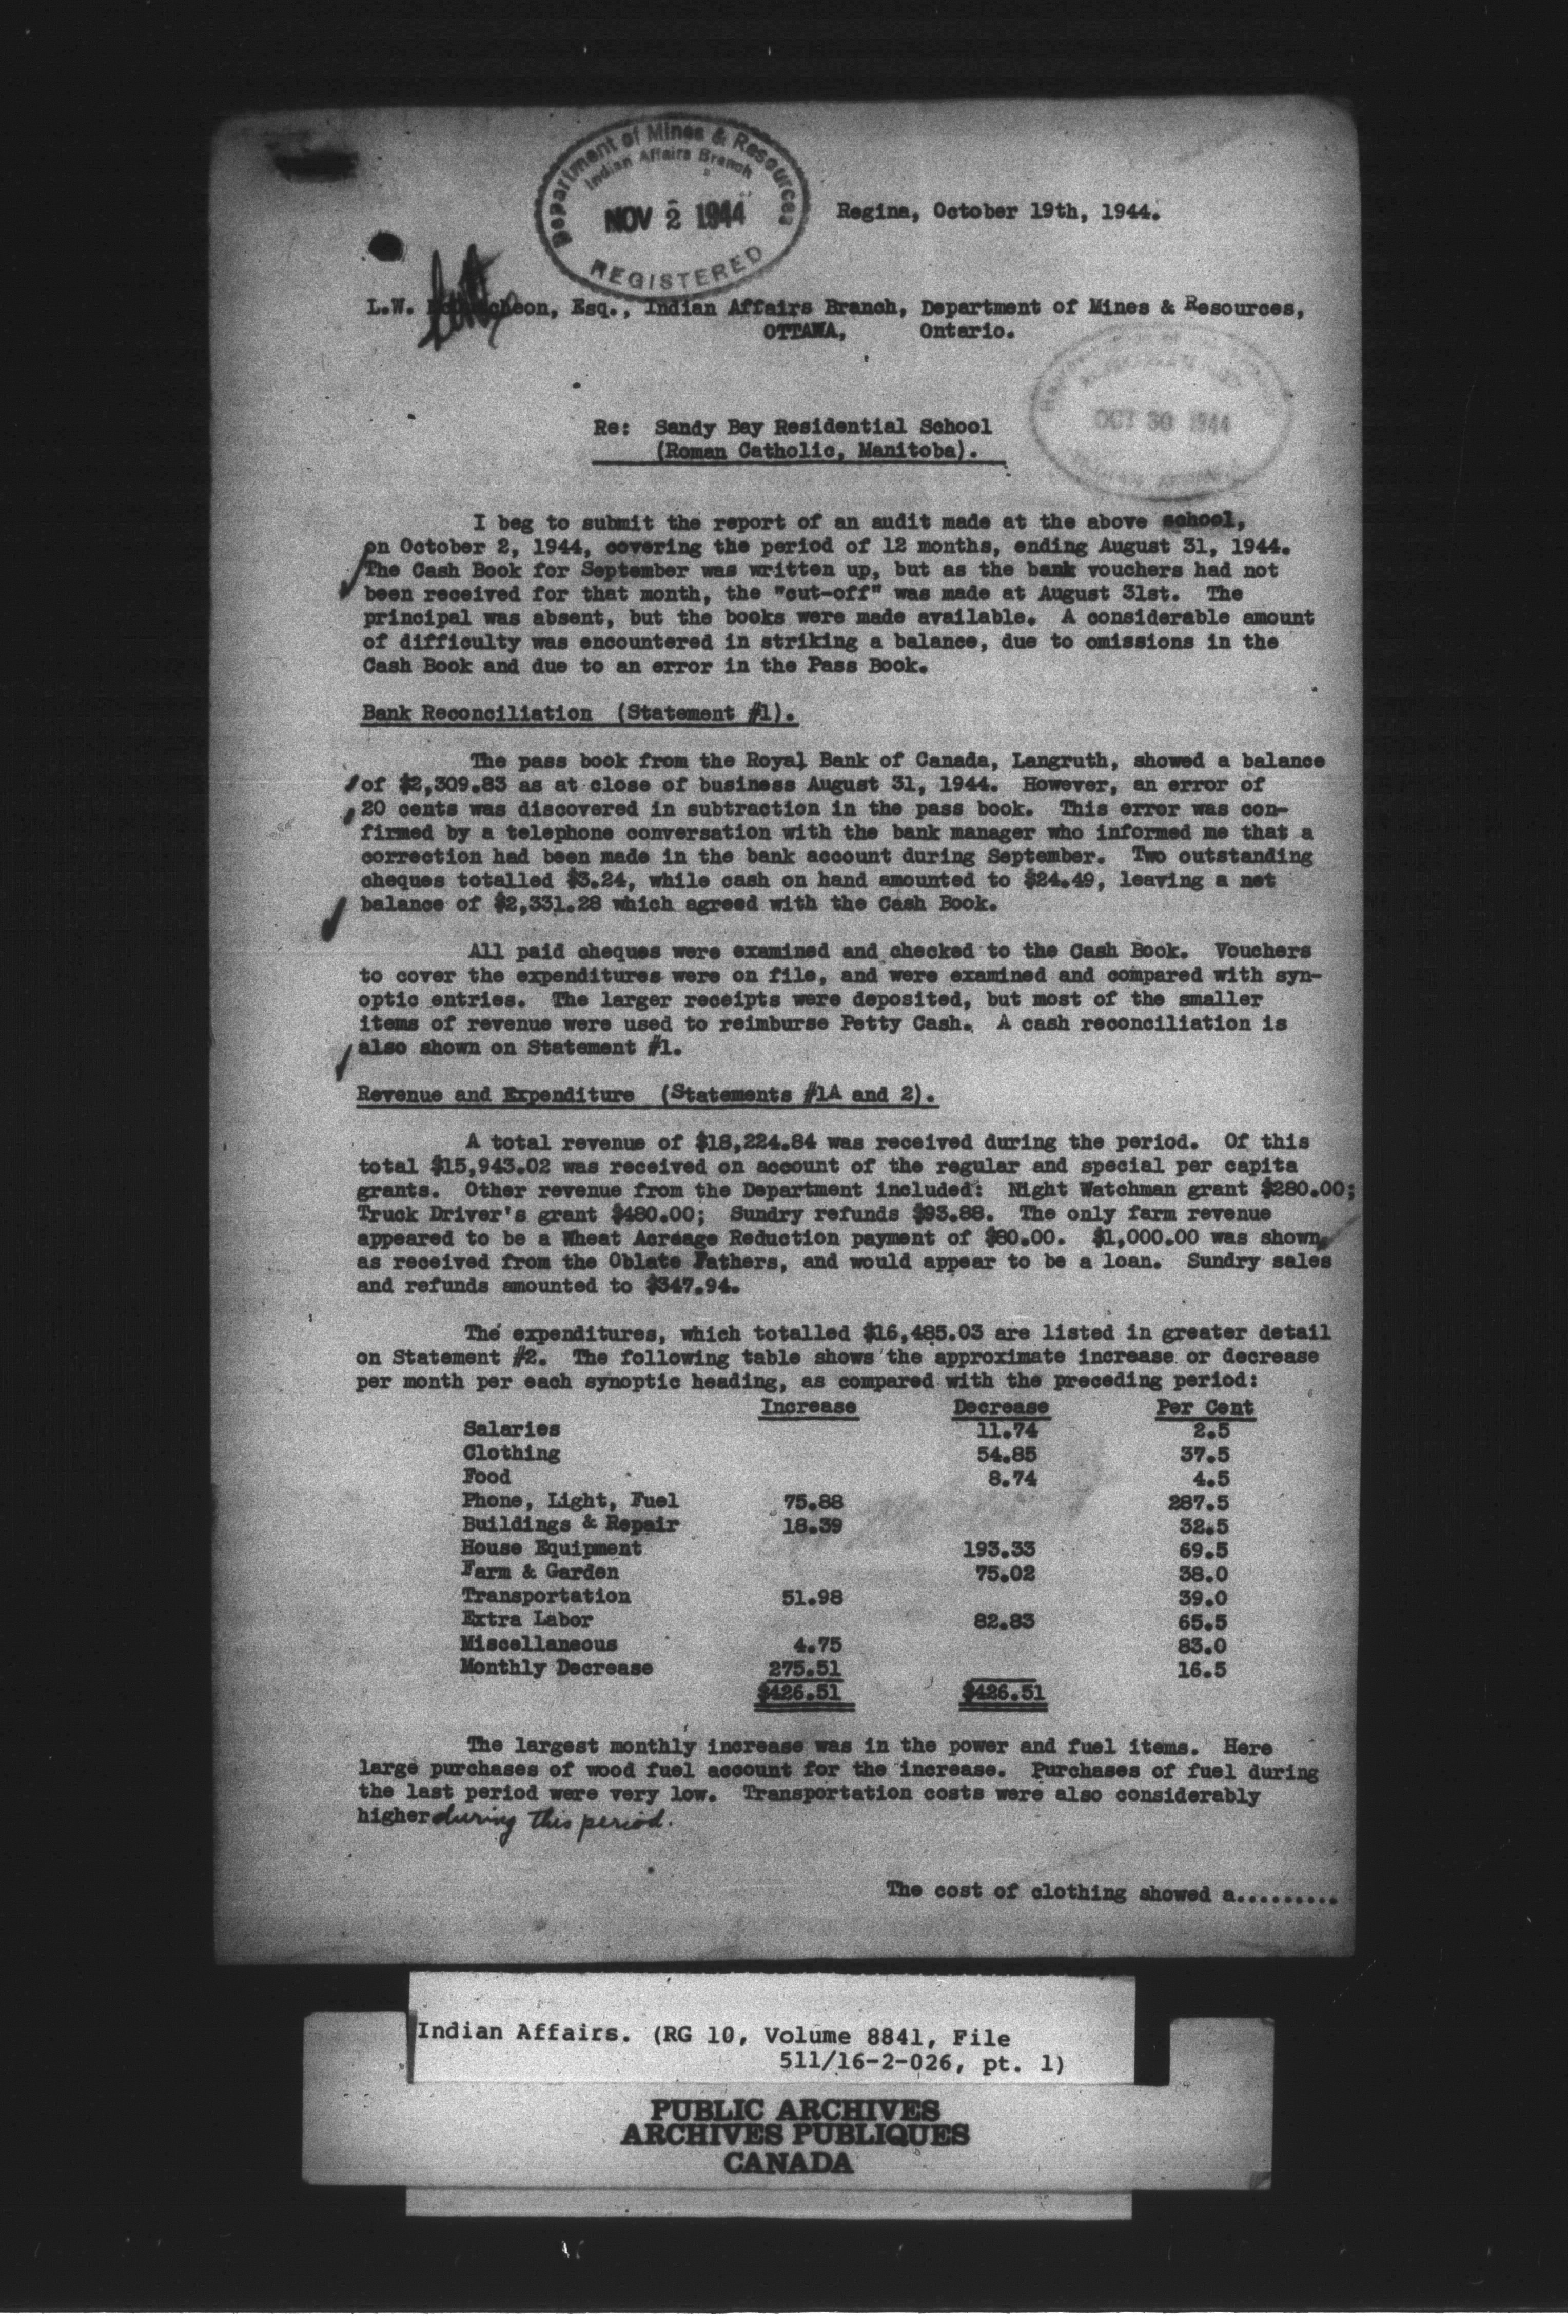 Department of Mines & Resources
Indian Affairs Branch
NOV 2 1944
REGISTERED
Regina, October 19th, 1944.
L.W. Esq., Indian Affairs Branch, Department of Mines & Resources,
OTTAWA, Ontario.
OCT 30 1944
Re: Sandy Bay Residential School
(Roman Catholic, Manitoba).
I beg to submit the report of an audit made at the above school,
on October 2, 1944, covering the period of 12 months, ending August 31, 1944.
The Cash Book for September was written up, but as the bank vouchers had not
been received for that month, the "cut-off" was made at August 31st. The
principal was absent, but the books were made available. A considerable amount
of difficulty was encountered in striking a balance, due to omissions in the
Cash Book and due to an error in the Pass Book.
Bank Reconciliation (Statement #1).
The pass book from the Royal Bank of Canada, Langruth, showed a balance
of $2,309.83 as at close of business August 31, 1944. However, an error of
20 cents was discovered in subtraction in the pass book. This error was con-
firmed by a telephone conversation with the bank manager who informed me that a
correction had been made in the bank account during September. Two outstanding
cheques totalled $3.24, while cash on hand amounted to $24.49, leaving a net
balance of $2,331.28 which agreed with the Cash Book.
All paid cheques were examined and checked to the Cash Book. Vouchers
to cover the expenditures were on file, and were examined and compared with syn-
optic entries. The larger receipts were deposited, but most of the smaller
items of revenue were used to reimburse Petty Cash. A cash reconciliation is
also shown on Statement #1.
Revenue and Expenditure (Statements #1A and 2).
A total revenue of $18,224.84 was received during the period. Of this
total $15,943.02 was received on account of the regular and special per capita
grants. Other revenue from the Department included: Night Watchman grant $280.00;
Truck Driver's grant $480.00; Sundry refunds $93.88. The only farm revenue
appeared to be a Wheat Acreage Reduction payment of $80.00. $1,000.00 was shown
as received from the Oblate Fathers, and would appear to be a loan. Sundry sales
and refunds amounted to $347.94.
The expenditures, which totalled $16,485.03 are listed in greater detail
on Statement #2. The following table shows the approximate increase or decrease
per month per each synoptic heading, as compared with the preceding period:
Increase Decrease Per Cent
Salaries 11.74 2.5
Clothing 54.85 37.5
Food 8.74 4.5
Phone, Light, Fuel 75.88 287.5
Buildings & Repair 18.39 32.5
House Equipment 193.33 69.5
Farm & Garden 75.02 38.0
Transportation 51.98 39.0
Extra Labor 82.83 65.5
Miscellaneous 4.75 83.0
Monthly Decrease 275.51 16.5
$426.51 $426.51
The largest monthly increase was in the power and fuel items. Here
large purchases of wood fuel account for the increase. Purchases of fuel during
the last period were very low. Transportation costs were also considerably
higher during this period.
The cost of clothing showed a..........
Indian Affairs. (RG 10, Volume 8841, File
511/16-2-026, pt. 1)
PUBLIC ARCHIVES
ARCHIVES PUBLIQUES
CANADA